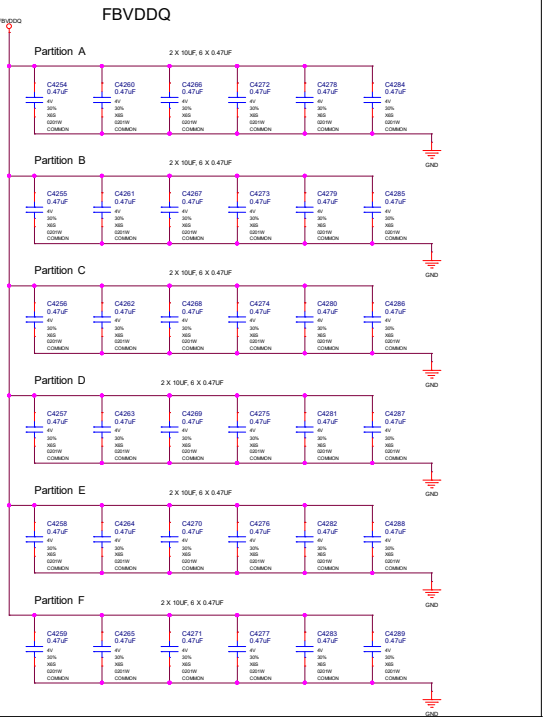 FBVDDQ
FBVDDQ
Partition A
2 X 10UF, 6 X 0.47UF
C4254 C4260 C4266 C4272 C4278 C4284
0.47uF 0.47uF 0.47uF 0.47uF 0.47uF 0.47uF
4V 4V 4V 4V 4V 4V
30% 30% 30% 30% 30% 30%
X6S X6S X6S X6S X6S X6S
0201W 0201W 0201W 0201W 0201W 0201W
COMMON COMMON COMMON COMMON COMMON COMMON
GND
Partition B
2 X 10UF, 6 X 0.47UF
C4255 C4261 C4267 C4273 C4279 C4285
0.47uF 0.47uF 0.47uF 0.47uF 0.47uF 0.47uF
4V 4V 4V 4V 4V 4V
30% 30% 30% 30% 30% 30%
X6S X6S X6S X6S X6S X6S
0201W 0201W 0201W 0201W 0201W 0201W
COMMON COMMON COMMON COMMON COMMON COMMON
GND
Partition C
2 X 10UF, 6 X 0.47UF
C4256 C4262 C4268 C4274 C4280 C4286
0.47uF 0.47uF 0.47uF 0.47uF 0.47uF 0.47uF
4V 4V 4V 4V 4V 4V
30% 30% 30% 30% 30% 30%
X6S X6S X6S X6S X6S X6S
0201W 0201W 0201W 0201W 0201W 0201W
COMMON COMMON COMMON COMMON COMMON COMMON
GND
Partition D
2 X 10UF, 6 X 0.47UF
C4257 C4263 C4269 C4275 C4281 C4287
0.47uF 0.47uF 0.47uF 0.47uF 0.47uF 0.47uF
4V 4V 4V 4V 4V 4V
30% 30% 30% 30% 30% 30%
X6S X6S X6S X6S X6S X6S
0201W 0201W 0201W 0201W 0201W 0201W
COMMON COMMON COMMON COMMON COMMON COMMON
GND
Partition E
2 X 10UF, 6 X 0.47UF
C4258 C4264 C4270 C4276 C4282 C4288
0.47uF 0.47uF 0.47uF 0.47uF 0.47uF 0.47uF
4V 4V 4V 4V 4V 4V
30% 30% 30% 30% 30% 30%
X6S X6S X6S X6S X6S X6S
0201W 0201W 0201W 0201W 0201W 0201W
COMMON COMMON COMMON COMMON COMMON COMMON
GND
Partition F
2 X 10UF, 6 X 0.47UF
C4259 C4265 C4271 C4277 C4283 C4289
0.47uF 0.47uF 0.47uF 0.47uF 0.47uF 0.47uF
4V 4V 4V 4V 4V 4V
30% 30% 30% 30% 30% 30%
X6S X6S X6S X6S X6S X6S
0201W 0201W 0201W 0201W 0201W 0201W
COMMON COMMON COMMON COMMON COMMON COMMON
GND